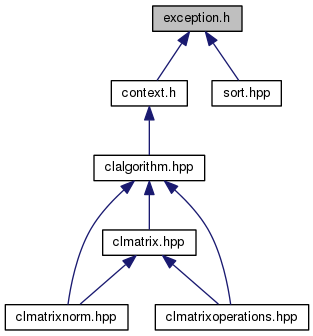 exception.h
context.h
sort.hpp
clalgorithm.hpp
clmatrix.hpp
clmatrixnorm.hpp
clmatrixoperations.hpp